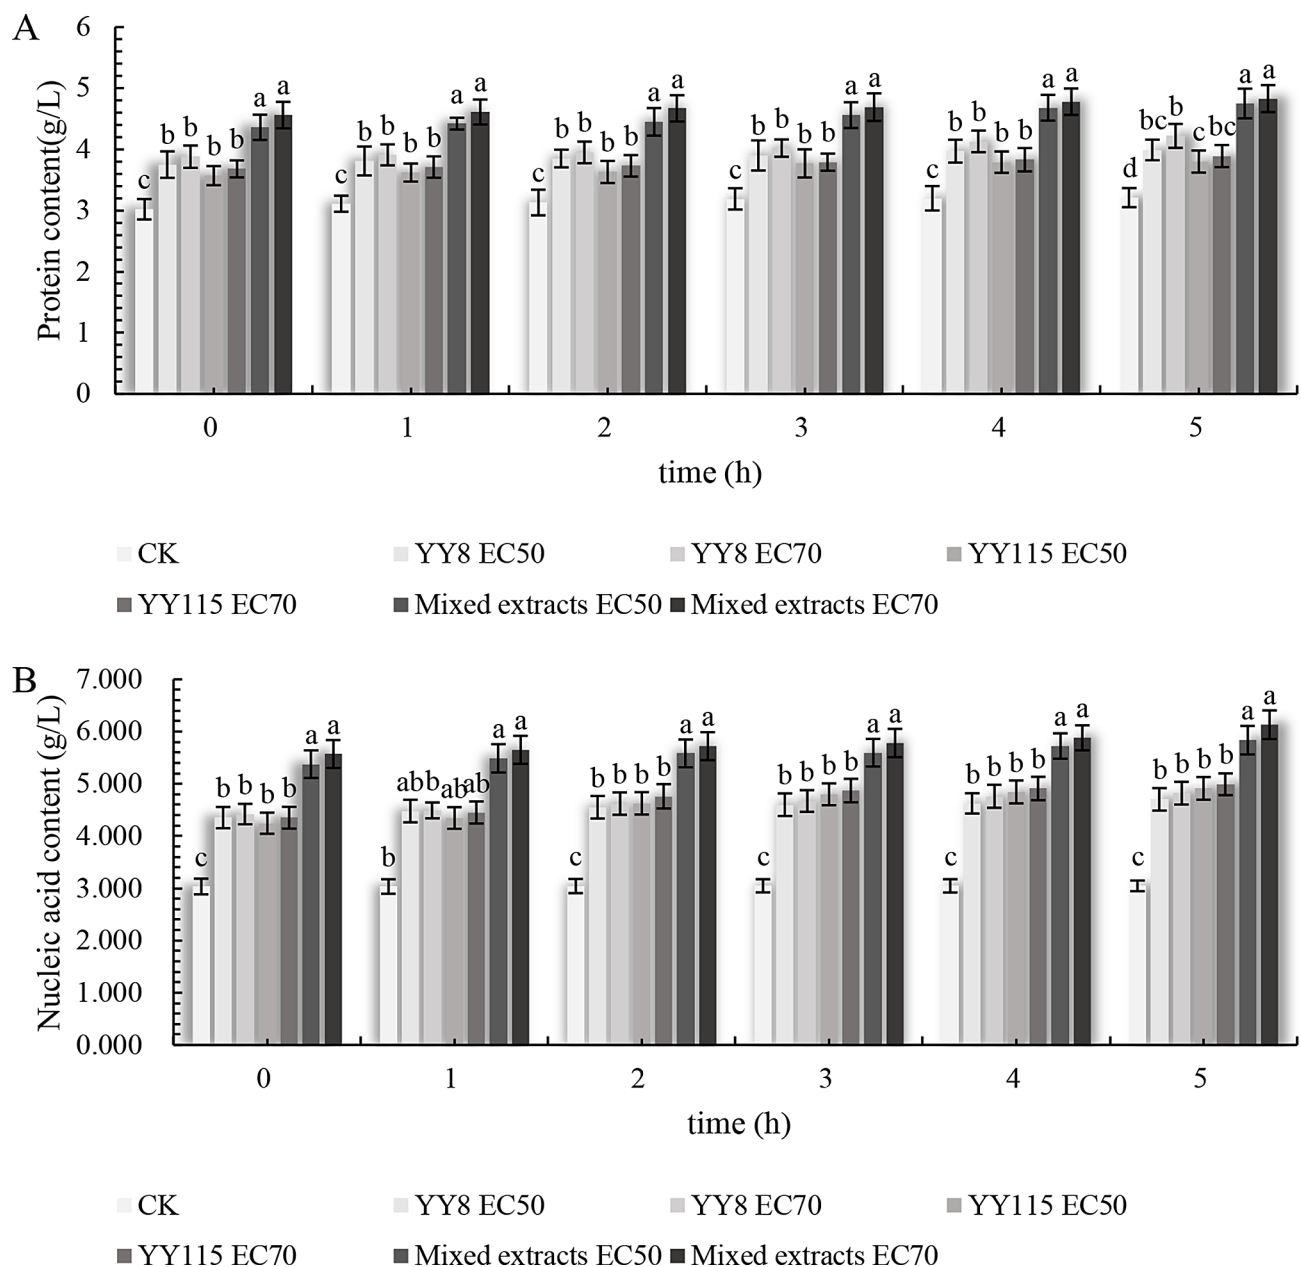 A
Protein content(g/L)
6
5
4
3
2
1
0
c b b b b a a
c b b b b a a
c b b b b a a
c b b b b a a
c b b b b a a
d bc b c bc a a
0 1 2 3 4 5
time (h)
CK YY8 EC50 YY8 EC70 YY115 EC50
YY115 EC70 Mixed extracts EC50 Mixed extracts EC70
B
Nucleic acid content (g/L)
7.000
6.000
5.000
4.000
3.000
2.000
1.000
0.000
c b b b b a a
b ab b ab ab a a
c b b b b a a
c b b b b a a
c b b b b a a
c b b b b a a
0 1 2 3 4 5
time (h)
CK YY8 EC50 YY8 EC70 YY115 EC50
YY115 EC70 Mixed extracts EC50 Mixed extracts EC70